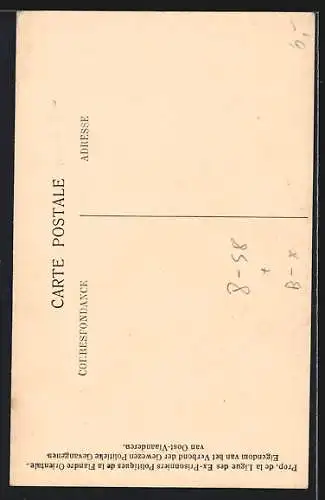 CARTE POSTALE
CORRESPONDANCE
ADRESSE
Prop. de la Ligue des Ex-Prisonniers Politiques de la Flandre Orientale.
Eigendom van het Verbond der Gewezen Politieke Gevangenen
van Oost-Vlaanderen.
8-58
+
B-x
6,-